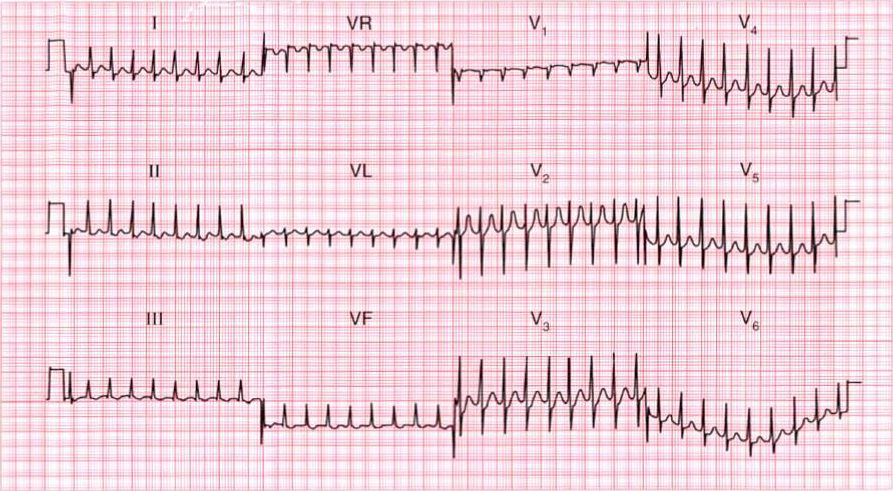 I VR V₁ V₄
II VL V₂ V₅
III VF V₃ V₆